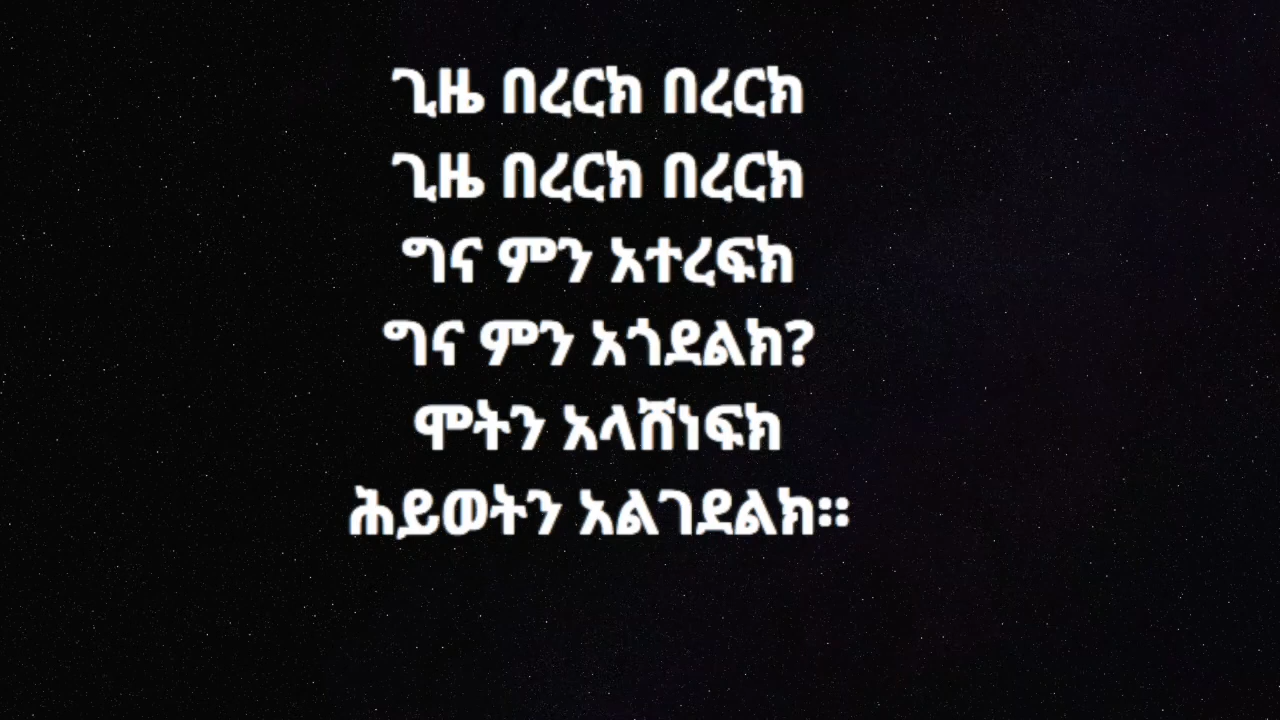 ጊዜ በረርክ በረርክ
ጊዜ በረርክ በረርክ
ግና ምን አተረፍክ
ግና ምን አጎደልክ?
ሞትን አላሸነፍክ
ሕይወትን አልገደልክ።